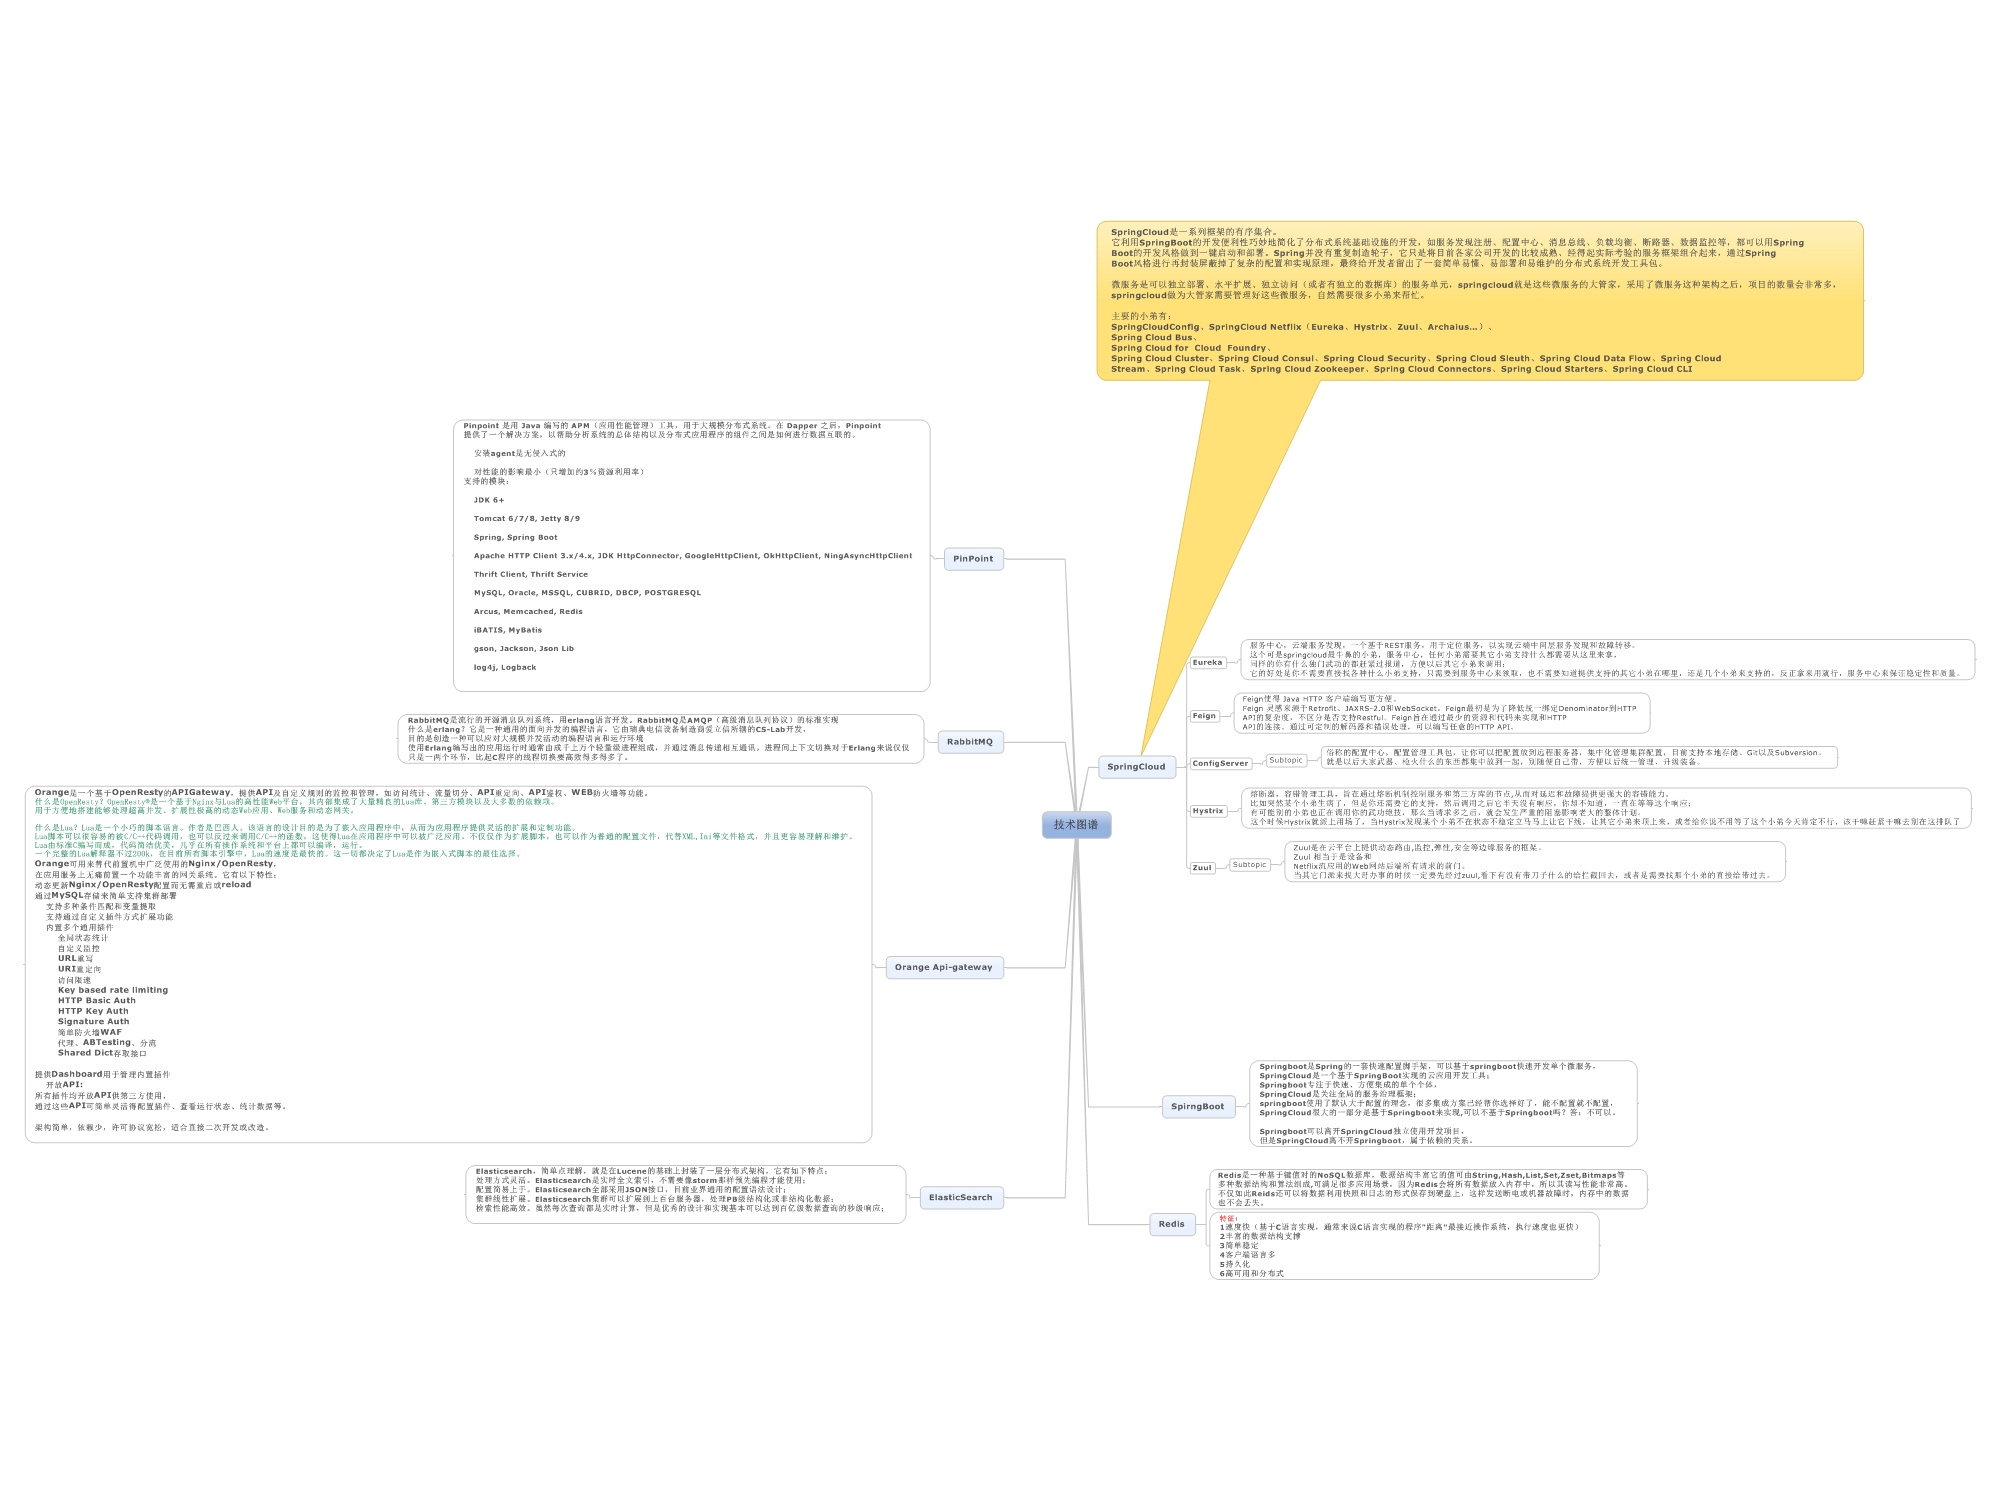 SpringCloud是一系列框架的有序集合。
它利用SpringBoot的开发便利性巧妙地简化了分布式系统基础设施的开发，如服务发现注册、配置中心、消息总线、负载均衡、断路器、数据监控等，都可以用Spring
Boot的开发风格做到一键启动和部署。Spring并没有重复制造轮子，它只是将目前各家公司开发的比较成熟、经得起实际考验的服务框架组合起来，通过Spring
Boot风格进行再封装屏蔽掉了复杂的配置和实现原理，最终给开发者留出了一套简单易懂、易部署和易维护的分布式系统开发工具包。
微服务是可以独立部署、水平扩展、独立访问（或者有独立的数据库）的服务单元，springcloud就是这些微服务的大管家，采用了微服务这种架构之后，项目的数量会非常多，
springcloud做为大管家需要管理好这些微服务，自然需要很多小弟来帮忙。
主要的小弟有：
SpringCloudConfig、SpringCloud Netflix（Eureka、Hystrix、Zuul、Archaius…）、
Spring Cloud Bus、
Spring Cloud for Cloud Foundry、
Spring Cloud Cluster、Spring Cloud Consul、Spring Cloud Security、Spring Cloud Sleuth、Spring Cloud Data Flow、Spring Cloud
Stream、Spring Cloud Task、Spring Cloud Zookeeper、Spring Cloud Connectors、Spring Cloud Starters、Spring Cloud CLI
Pinpoint 是用 Java 编写的 APM（应用性能管理）工具，用于大规模分布式系统。在 Dapper 之后，Pinpoint
提供了一个解决方案，以帮助分析系统的总体结构以及分布式应用程序的组件之间是如何进行数据互联的。
安装agent是无侵入式的
对性能的影响最小（只增加约3％资源利用率）
支持的模块：
JDK 6+
Tomcat 6/7/8, Jetty 8/9
Spring, Spring Boot
Apache HTTP Client 3.x/4.x, JDK HttpConnector, GoogleHttpClient, OkHttpClient, NingAsyncHttpClient
Thrift Client, Thrift Service
MySQL, Oracle, MSSQL, CUBRID, DBCP, POSTGRESQL
Arcus, Memcached, Redis
iBATIS, MyBatis
gson, Jackson, Json Lib
log4j, Logback
PinPoint
RabbitMQ是流行的开源消息队列系统，用erlang语言开发。RabbitMQ是AMQP（高级消息队列协议）的标准实现
什么是erlang？它是一种通用的面向并发的编程语言，它由瑞典电信设备制造商爱立信所辖的CS-Lab开发，
目的是创造一种可以应对大规模并发活动的编程语言和运行环境
使用Erlang编写出的应用运行时通常由成千上万个轻量级进程组成，并通过消息传递相互通讯。进程间上下文切换对于Erlang来说仅仅
只是一两个环节，比起C程序的线程切换要高效得多得多了。
RabbitMQ
Orange是一个基于OpenResty的APIGateway，提供API及自定义规则的监控和管理。如访问统计、流量切分、API重定向、API鉴权、WEB防火墙等功能。
什么是OpenResty？OpenResty®是一个基于Nginx与Lua的高性能Web平台，其内部集成了大量精良的Lua库、第三方模块以及大多数的依赖项。
用于方便地搭建能够处理超高并发、扩展性极高的动态Web应用、Web服务和动态网关。
什么是Lua？Lua是一个小巧的脚本语言。作者是巴西人。该语言的设计目的是为了嵌入应用程序中，从而为应用程序提供灵活的扩展和定制功能。
Lua脚本可以很容易的被C/C++代码调用，也可以反过来调用C/C++的函数，这使得Lua在应用程序中可以被广泛应用。不仅仅作为扩展脚本，也可以作为普通的配置文件，代替XML,Ini等文件格式，并且更容易理解和维护。
Lua由标准C编写而成，代码简洁优美，几乎在所有操作系统和平台上都可以编译，运行。
一个完整的Lua解释器不过200k，在目前所有脚本引擎中，Lua的速度是最快的。这一切都决定了Lua是作为嵌入式脚本的最佳选择。
Orange可用来替代前置机中广泛使用的Nginx/OpenResty，
在应用服务上无痛前置一个功能丰富的网关系统。它有以下特性：
动态更新Nginx/OpenResty配置而无需重启或reload
通过MySQL存储来简单支持集群部署
支持多种条件匹配和变量提取
支持通过自定义插件方式扩展功能
内置多个通用插件
全局状态统计
自定义监控
URL重写
URI重定向
访问限速
Key based rate limiting
HTTP Basic Auth
HTTP Key Auth
Signature Auth
简单防火墙WAF
代理、ABTesting、分流
Shared Dict存取接口
提供Dashboard用于管理内置插件
开放API:
所有插件均开放API供第三方使用，
通过这些API可简单灵活得配置插件、查看运行状态、统计数据等。
架构简单，依赖少，许可协议宽松，适合直接二次开发或改造。
Orange Api-gateway
Elasticsearch，简单点理解，就是在Lucene的基础上封装了一层分布式架构，它有如下特点：
处理方式灵活。Elasticsearch是实时全文索引，不需要像storm那样预先编程才能使用；
配置简易上手。Elasticsearch全部采用JSON接口，目前业界通用的配置语法设计；
集群线性扩展。Elasticsearch集群可以扩展到上百台服务器，处理PB级结构化或非结构化数据；
检索性能高效。虽然每次查询都是实时计算，但是优秀的设计和实现基本可以达到百亿级数据查询的秒级响应；
ElasticSearch
技术图谱
SpringCloud
Eureka
服务中心，云端服务发现，一个基于REST服务，用于定位服务，以实现云端中间层服务发现和故障转移。
这个可是springcloud最牛鼻的小弟，服务中心，任何小弟需要其它小弟支持什么都需要从这里来拿，
同样的你有什么独门武功的都赶紧过报道，方便以后其它小弟来调用；
它的好处是你不需要直接找各种什么小弟支持，只需要到服务中心来领取，也不需要知道提供支持的其它小弟在哪里，还是几个小弟来支持的，反正拿来用就行，服务中心来保证稳定性和质量。
Feign
Feign使得 Java HTTP 客户端编写更方便。
Feign 灵感来源于Retrofit、JAXRS-2.0和WebSocket。Feign最初是为了降低统一绑定Denominator到HTTP
API的复杂度，不区分是否支持Restful。Feign旨在通过最少的资源和代码来实现和HTTP
API的连接。通过可定制的解码器和错误处理，可以编写任意的HTTP API。
ConfigServer
Subtopic
俗称的配置中心，配置管理工具包，让你可以把配置放到远程服务器，集中化管理集群配置，目前支持本地存储、Git以及Subversion。
就是以后大家武器、枪火什么的东西都集中放到一起，别随便自己带，方便以后统一管理、升级装备。
Hystrix
熔断器，容错管理工具，旨在通过熔断机制控制服务和第三方库的节点,从而对延迟和故障提供更强大的容错能力。
比如突然某个小弟生病了，但是你还需要它的支持，然后调用之后它半天没有响应，你却不知道，一直在等等这个响应；
有可能别的小弟也正在调用你的武功绝技，那么当请求多之后，就会发生严重的阻塞影响老大的整体计划。
这个时候Hystrix就派上用场了，当Hystrix发现某个小弟不在状态不稳定立马马上让它下线，让其它小弟来顶上来，或者给你说不用等了这个小弟今天肯定不行，该干嘛赶紧干嘛去别在这排队了
Zuul
Subtopic
Zuul是在云平台上提供动态路由,监控,弹性,安全等边缘服务的框架。
Zuul 相当于是设备和
Netflix流应用的Web网站后端所有请求的前门。
当其它门派来找大哥办事的时候一定要先经过zuul,看下有没有带刀子什么的给拦截回去，或者是需要找那个小弟的直接给带过去。
SpirngBoot
Springboot是Spring的一套快速配置脚手架，可以基于springboot快速开发单个微服务。
SpringCloud是一个基于SpringBoot实现的云应用开发工具；
Springboot专注于快速、方便集成的单个个体，
SpringCloud是关注全局的服务治理框架；
springboot使用了默认大于配置的理念，很多集成方案已经帮你选择好了，能不配置就不配置，
SpringCloud很大的一部分是基于Springboot来实现,可以不基于Springboot吗？答：不可以。
Springboot可以离开SpringCloud独立使用开发项目，
但是SpringCloud离不开Springboot，属于依赖的关系。
Redis
Redis是一种基于键值对的NoSQL数据库，数据结构丰富它的值可由String,Hash,List,Set,Zset,Bitmaps等
多种数据结构和算法组成,可满足很多应用场景，因为Redis会将所有数据放入内存中，所以其读写性能非常高。
不仅如此Reids还可以将数据利用快照和日志的形式保存到硬盘上，这样发送断电或机器故障时，内存中的数据
也不会丢失。
特征：
1速度快（基于C语言实现，通常来说C语言实现的程序"距离"最接近操作系统，执行速度也更快）
2丰富的数据结构支撑
3简单稳定
4客户端语言多
5持久化
6高可用和分布式